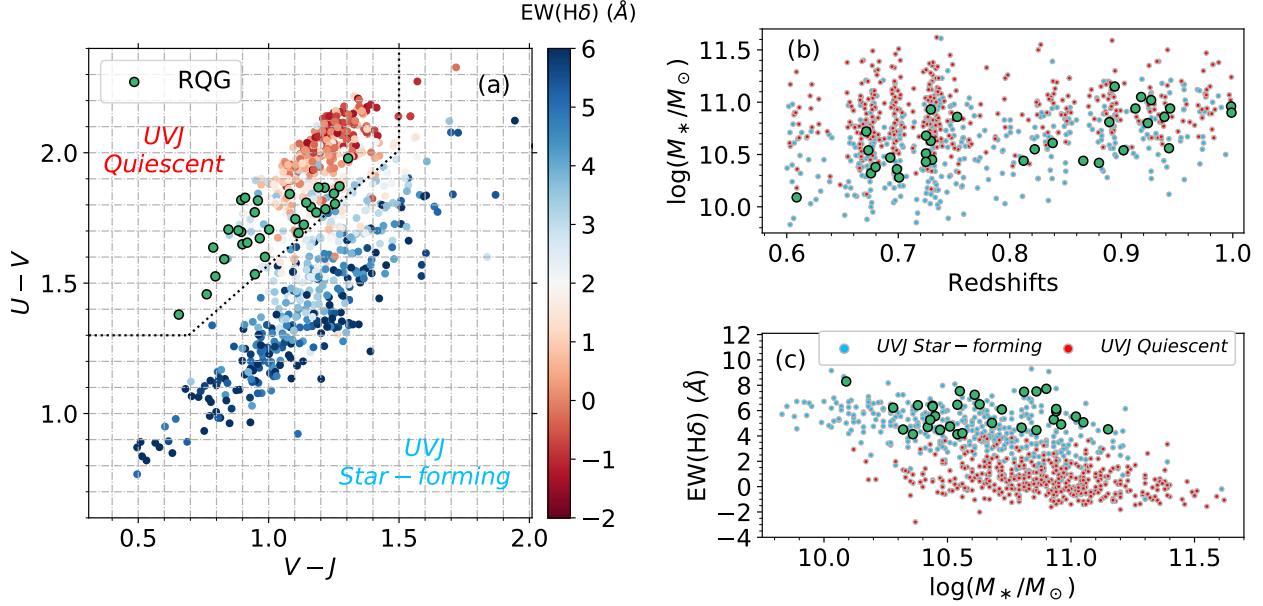 EW(Hδ) (Å)
RQG
(a)
UVJ
Quiescent
UVJ
Star − forming
2.0
1.5
1.0
U − V
0.5 1.0 1.5 2.0
V − J
6
5
4
3
2
1
0
−1
−2
(b)
11.5
11.0
10.5
10.0
log(M*/M⊙)
0.6 0.7 0.8 0.9 1.0
Redshifts
(c)
UVJ Star − forming UVJ Quiescent
12
10
8
6
4
2
0
−2
−4
EW(Hδ) (Å)
10.0 10.5 11.0 11.5
log(M*/M⊙)